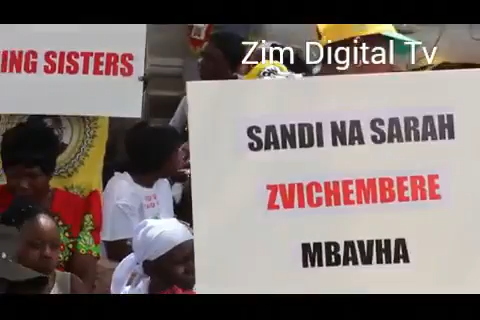 Zim Digital Tv
ING SISTERS
SANDI NA SARAH
ZVICHEMBERE
MBAVHA